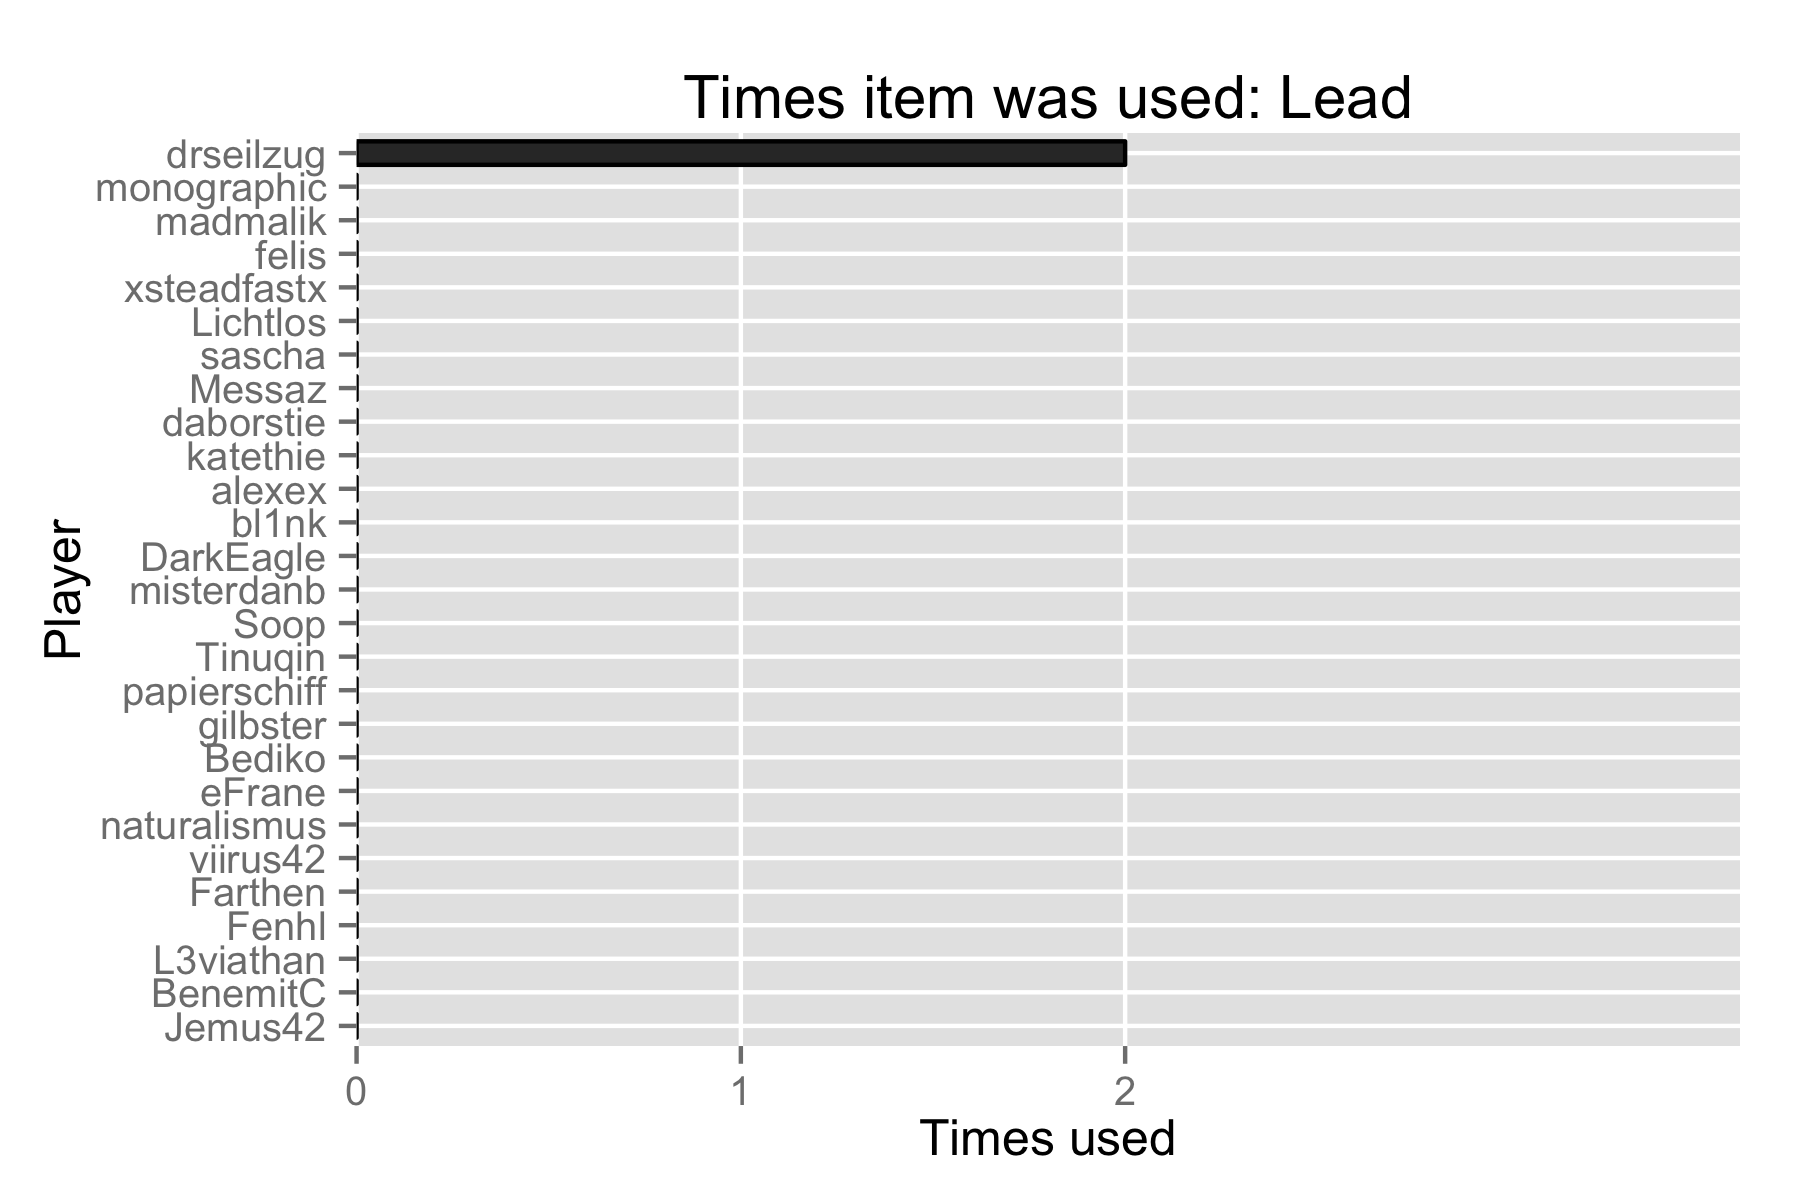 Times item was used: Lead
drseilzug
monographic
madmalik
felis
xsteadfastx
Lichtlos
sascha
Messaz
daborstie
katethie
alexex
bl1nk
DarkEagle
misterdanb
Soop
Tinuqin
papierschiff
gilbster
Bediko
eFrane
naturalismus
viirus42
Farthen
Fenhl
L3viathan
BenemitC
Jemus42
Player
0 1 2
Times used